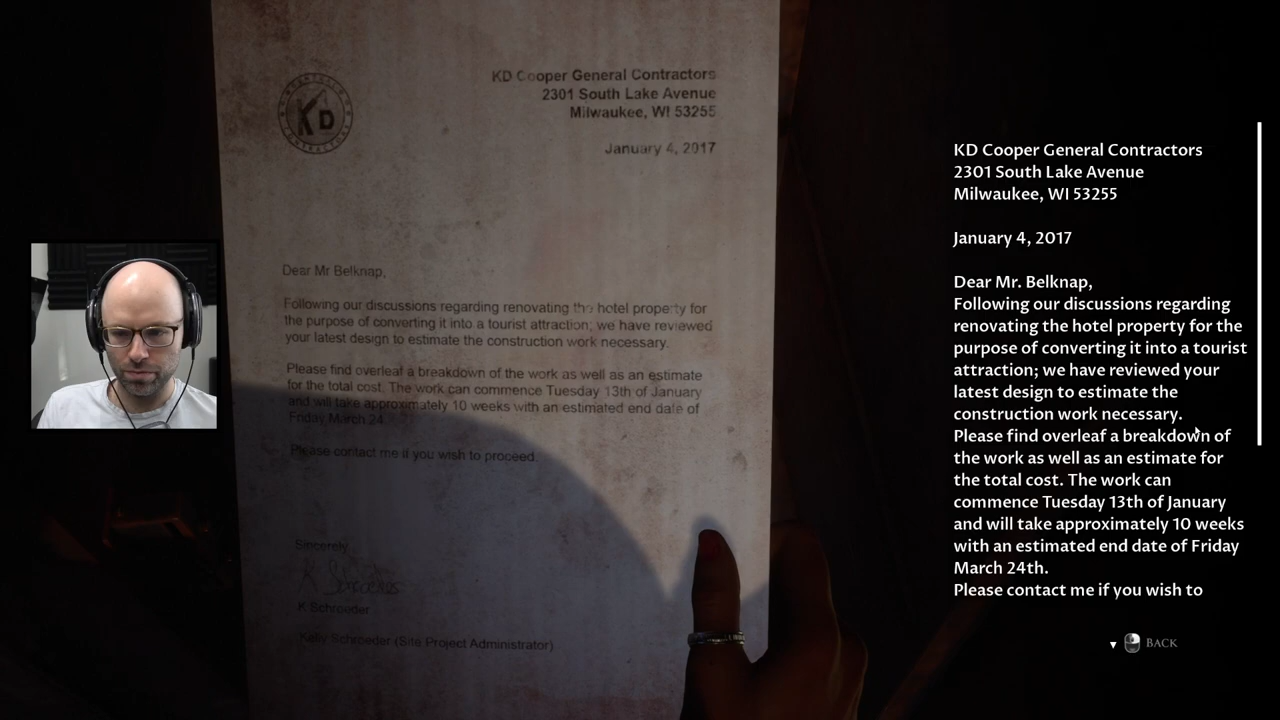 KD
KD Cooper General Contractors
2301 South Lake Avenue
Milwaukee, WI 53255
January 4, 2017
Dear Mr Belknap,
Following our discussions regarding renovating the hotel property for
the purpose of converting it into a tourist attraction; we have reviewed
your latest design to estimate the construction work necessary.
Please find overleaf a breakdown of the work as well as an estimate
for the total cost. The work can commence Tuesday 13th of January
and will take approximately 10 weeks with an estimated end date of
Friday March 24
Please contact me if you wish to proceed.
Sincerely
K Schroeder
Kelly Schroeder (Site Project Administrator)
KD Cooper General Contractors
2301 South Lake Avenue
Milwaukee, WI 53255
January 4, 2017
Dear Mr. Belknap,
Following our discussions regarding
renovating the hotel property for the
purpose of converting it into a tourist
attraction; we have reviewed your
latest design to estimate the
construction work necessary.
Please find overleaf a breakdown of
the work as well as an estimate for
the total cost. The work can
commence Tuesday 13th of January
and will take approximately 10 weeks
with an estimated end date of Friday
March 24th.
Please contact me if you wish to
BACK